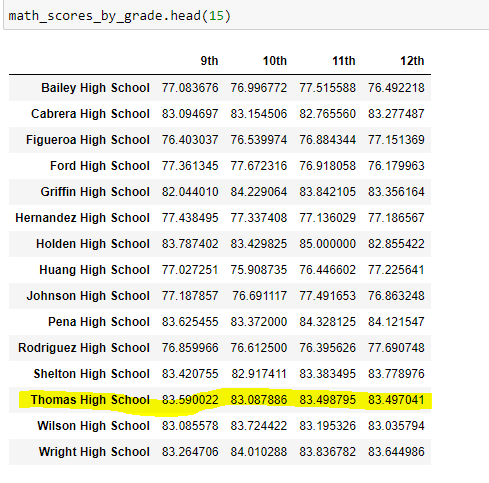 math_scores_by_grade.head(15)
9th 10th 11th 12th
Bailey High School 77.083676 76.996772 77.515588 76.492218
Cabrera High School 83.094697 83.154506 82.765560 83.277487
Figueroa High School 76.403037 76.539974 76.884344 77.151369
Ford High School 77.361345 77.672316 76.918058 76.179963
Griffin High School 82.044010 84.229064 83.842105 83.356164
Hernandez High School 77.438495 77.337408 77.136029 77.186567
Holden High School 83.787402 83.429825 85.000000 82.855422
Huang High School 77.027251 75.908735 76.446602 77.225641
Johnson High School 77.187857 76.691117 77.491653 76.863248
Pena High School 83.625455 83.372000 84.328125 84.121547
Rodriguez High School 76.859966 76.612500 76.395626 77.690748
Shelton High School 83.420755 82.917411 83.383495 83.778976
Thomas High School 83.590022 83.087886 83.498795 83.497041
Wilson High School 83.085578 83.724422 83.195326 83.035794
Wright High School 83.264706 84.010288 83.836782 83.644986